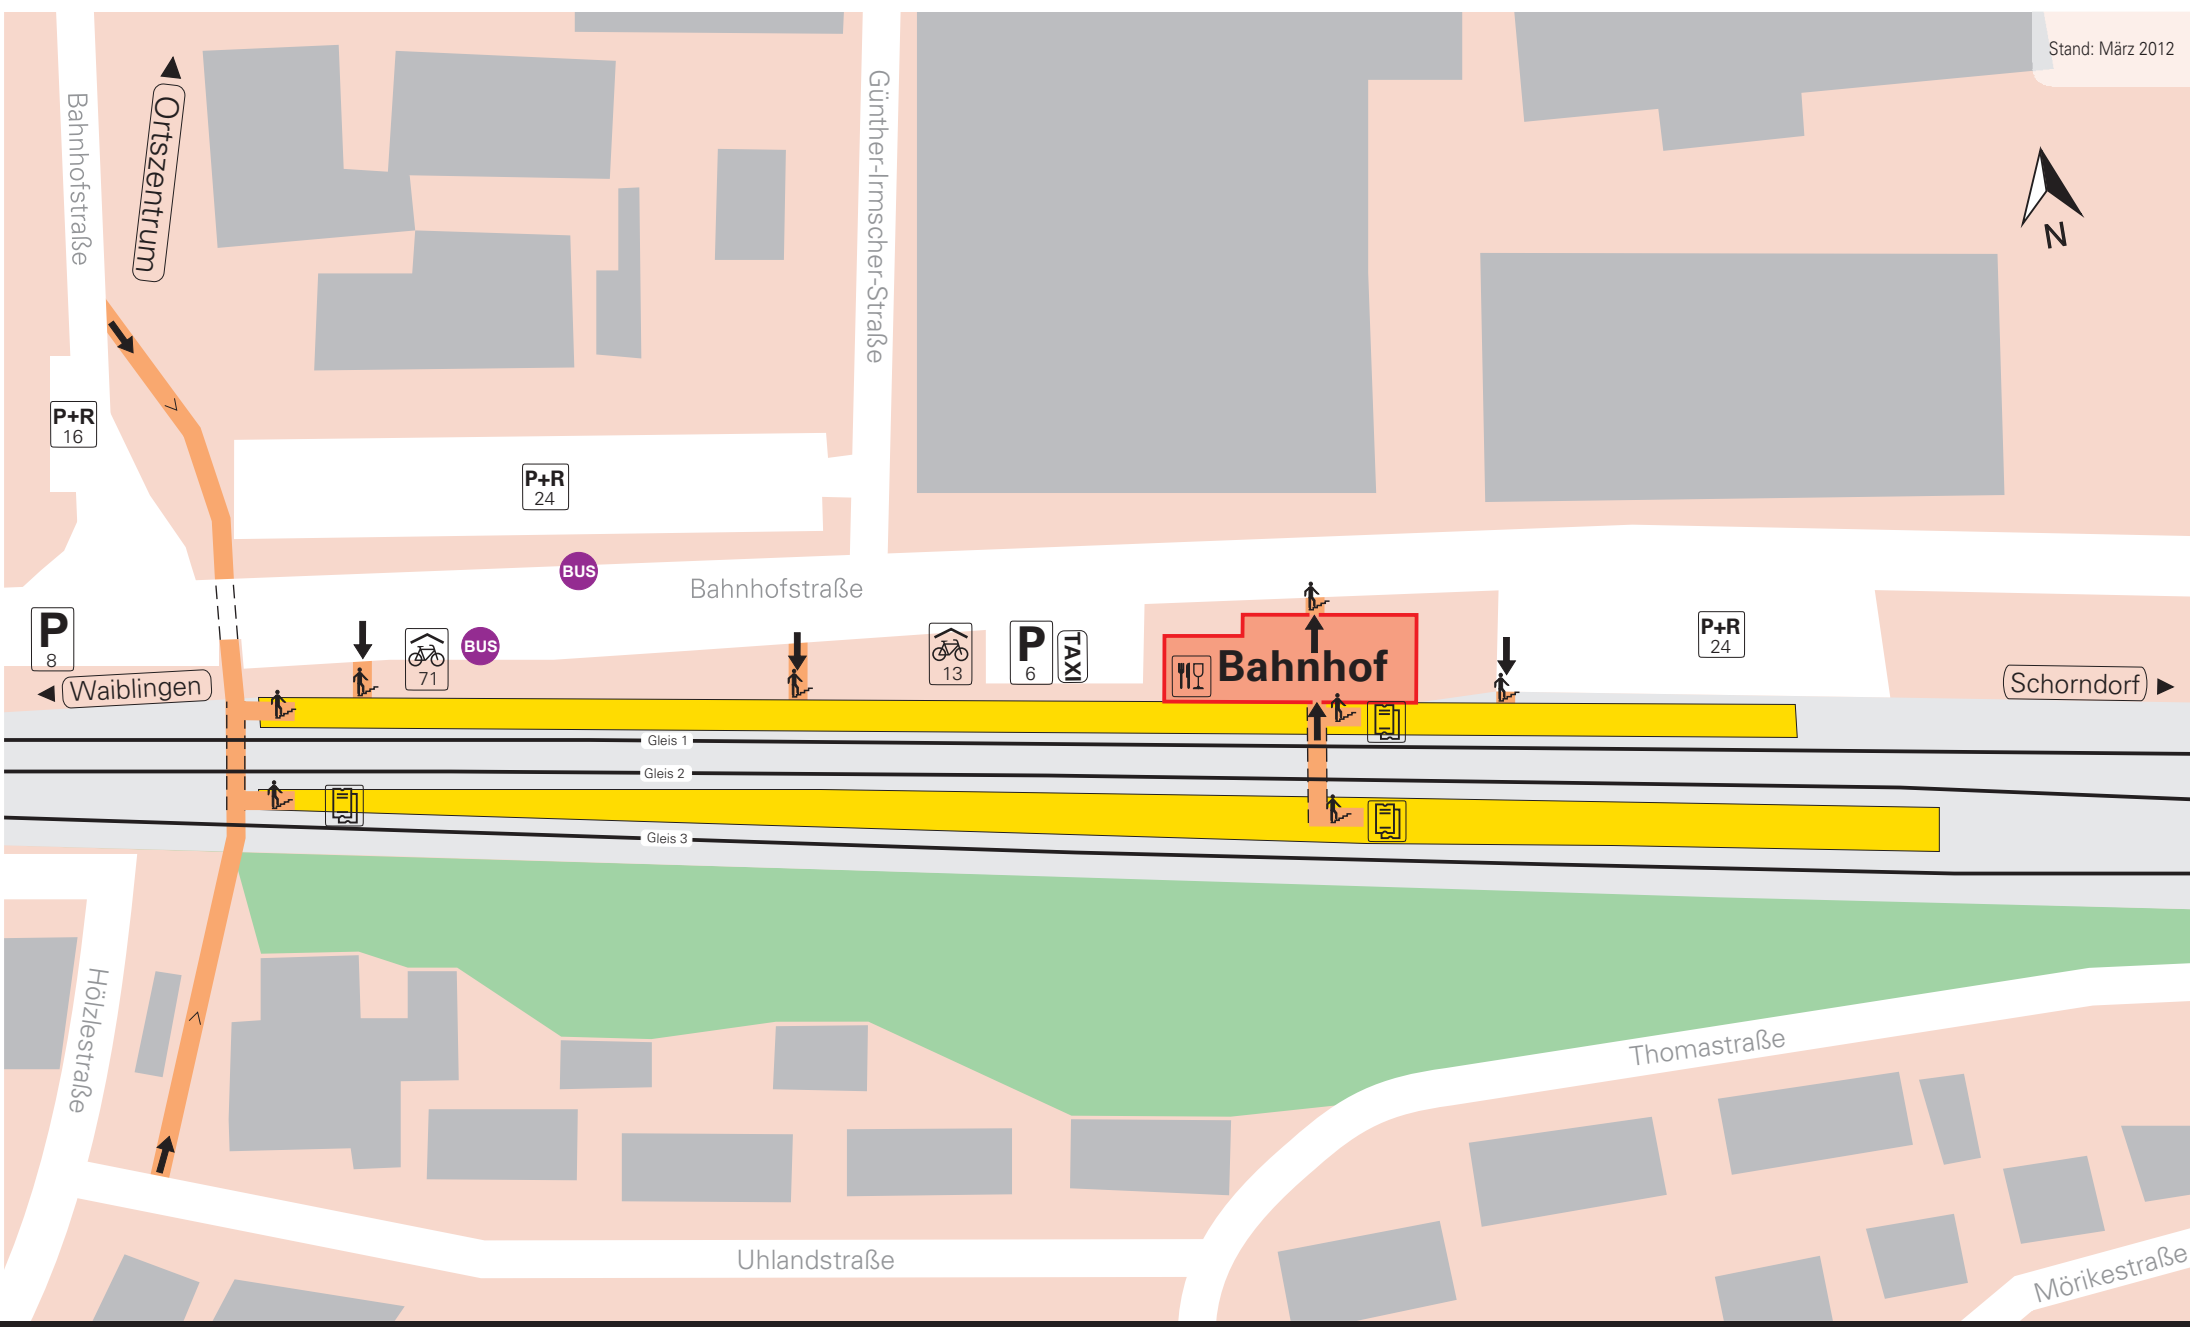 Stand: März 2012
Bahnhofstraße
Ortszentrum
Günther-Irmscher-Straße
N
P+R
16
P+R
24
BUS
Bahnhofstraße
P
8
Waiblingen
71
BUS
13
P
6
TAXI
Bahnhof
P+R
24
Schorndorf
Gleis 1
Gleis 2
Gleis 3
Hölzlestraße
Thomastraße
Uhlandstraße
Mörikestraße